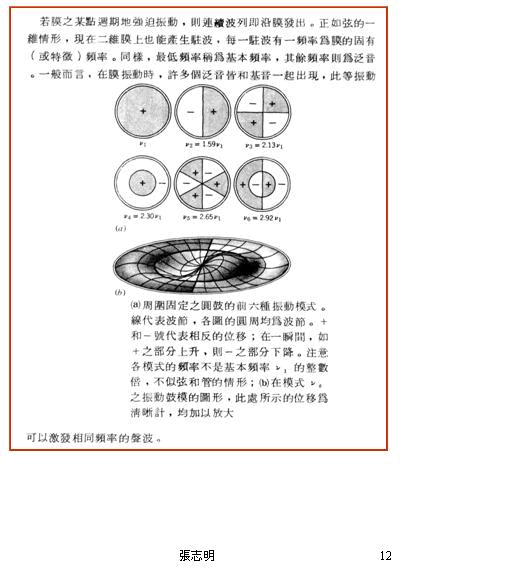 若膜之某點週期地強迫振動，則連續波列即沿膜發出。正如弦的一
維情形，現在二維膜上也能產生駐波，每一駐波有一頻率爲膜的固有
（或特徵）頻率。同樣，最低頻率稱爲基本頻率，其餘頻率則爲泛音
。一般而言，在膜振動時，許多個泛音皆和基音一起出現，此等振動
+
− +
− +
+ −
ν₁
ν₂ = 1.59ν₁
ν₃ = 2.13ν₁
+ −
+ −
− +
+ −
+ − + −
ν₄ = 2.30ν₁
ν₅ = 2.65ν₁
ν₆ = 2.92ν₁
(a)
(b)
(a)周圍固定之圓鼓的前六種振動模式。
線代表波節，各圖的圓周均爲波節。+
和−號代表相反的位移；在一瞬間，如
+之部分上升，則−之部分下降。注意
各模式的頻率不是基本頻率ν₁的整數
倍，不似弦和管的情形；(b)在模式ν。
之振動鼓模的圖形，此處所示的位移爲
清晰計，均加以放大
可以激發相同頻率的聲波。
張志明
12